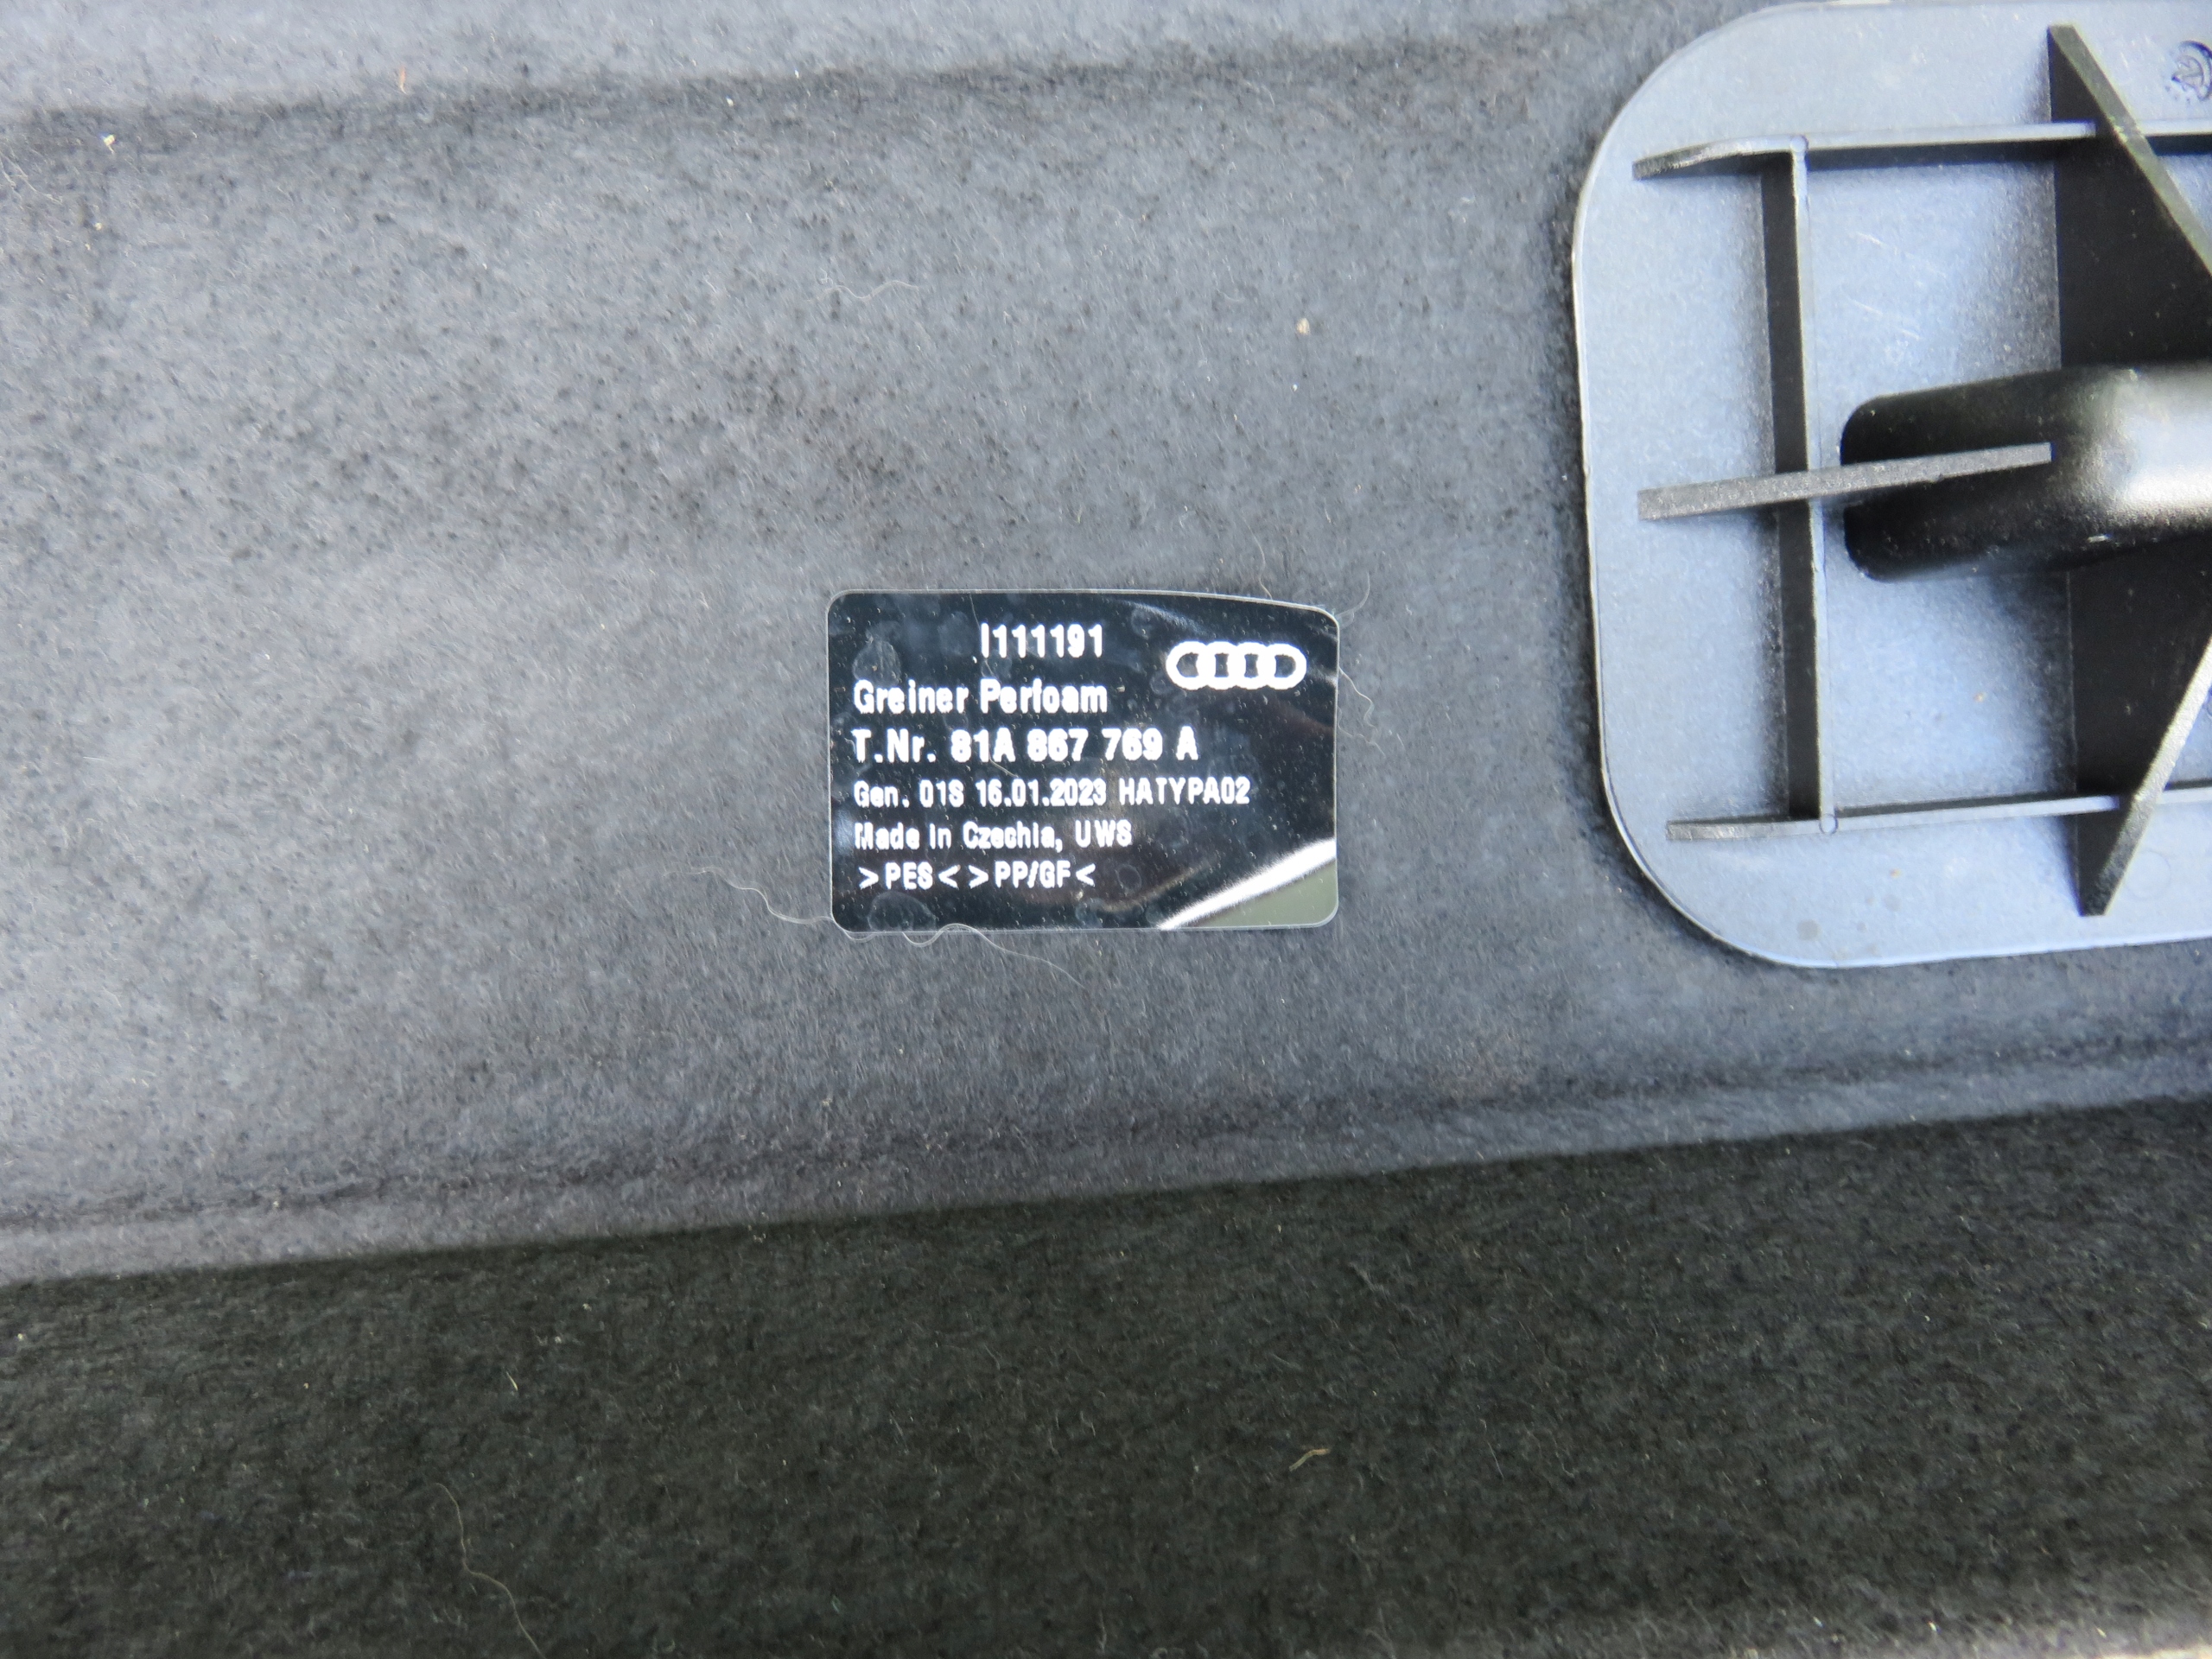 I111191
Greiner Perfoam
T.Nr. 81A 867 769 A
Gen. 01S 16.01.2023 HATYPA02
Made in Czechia, UWS
>PES< >PP/GF<